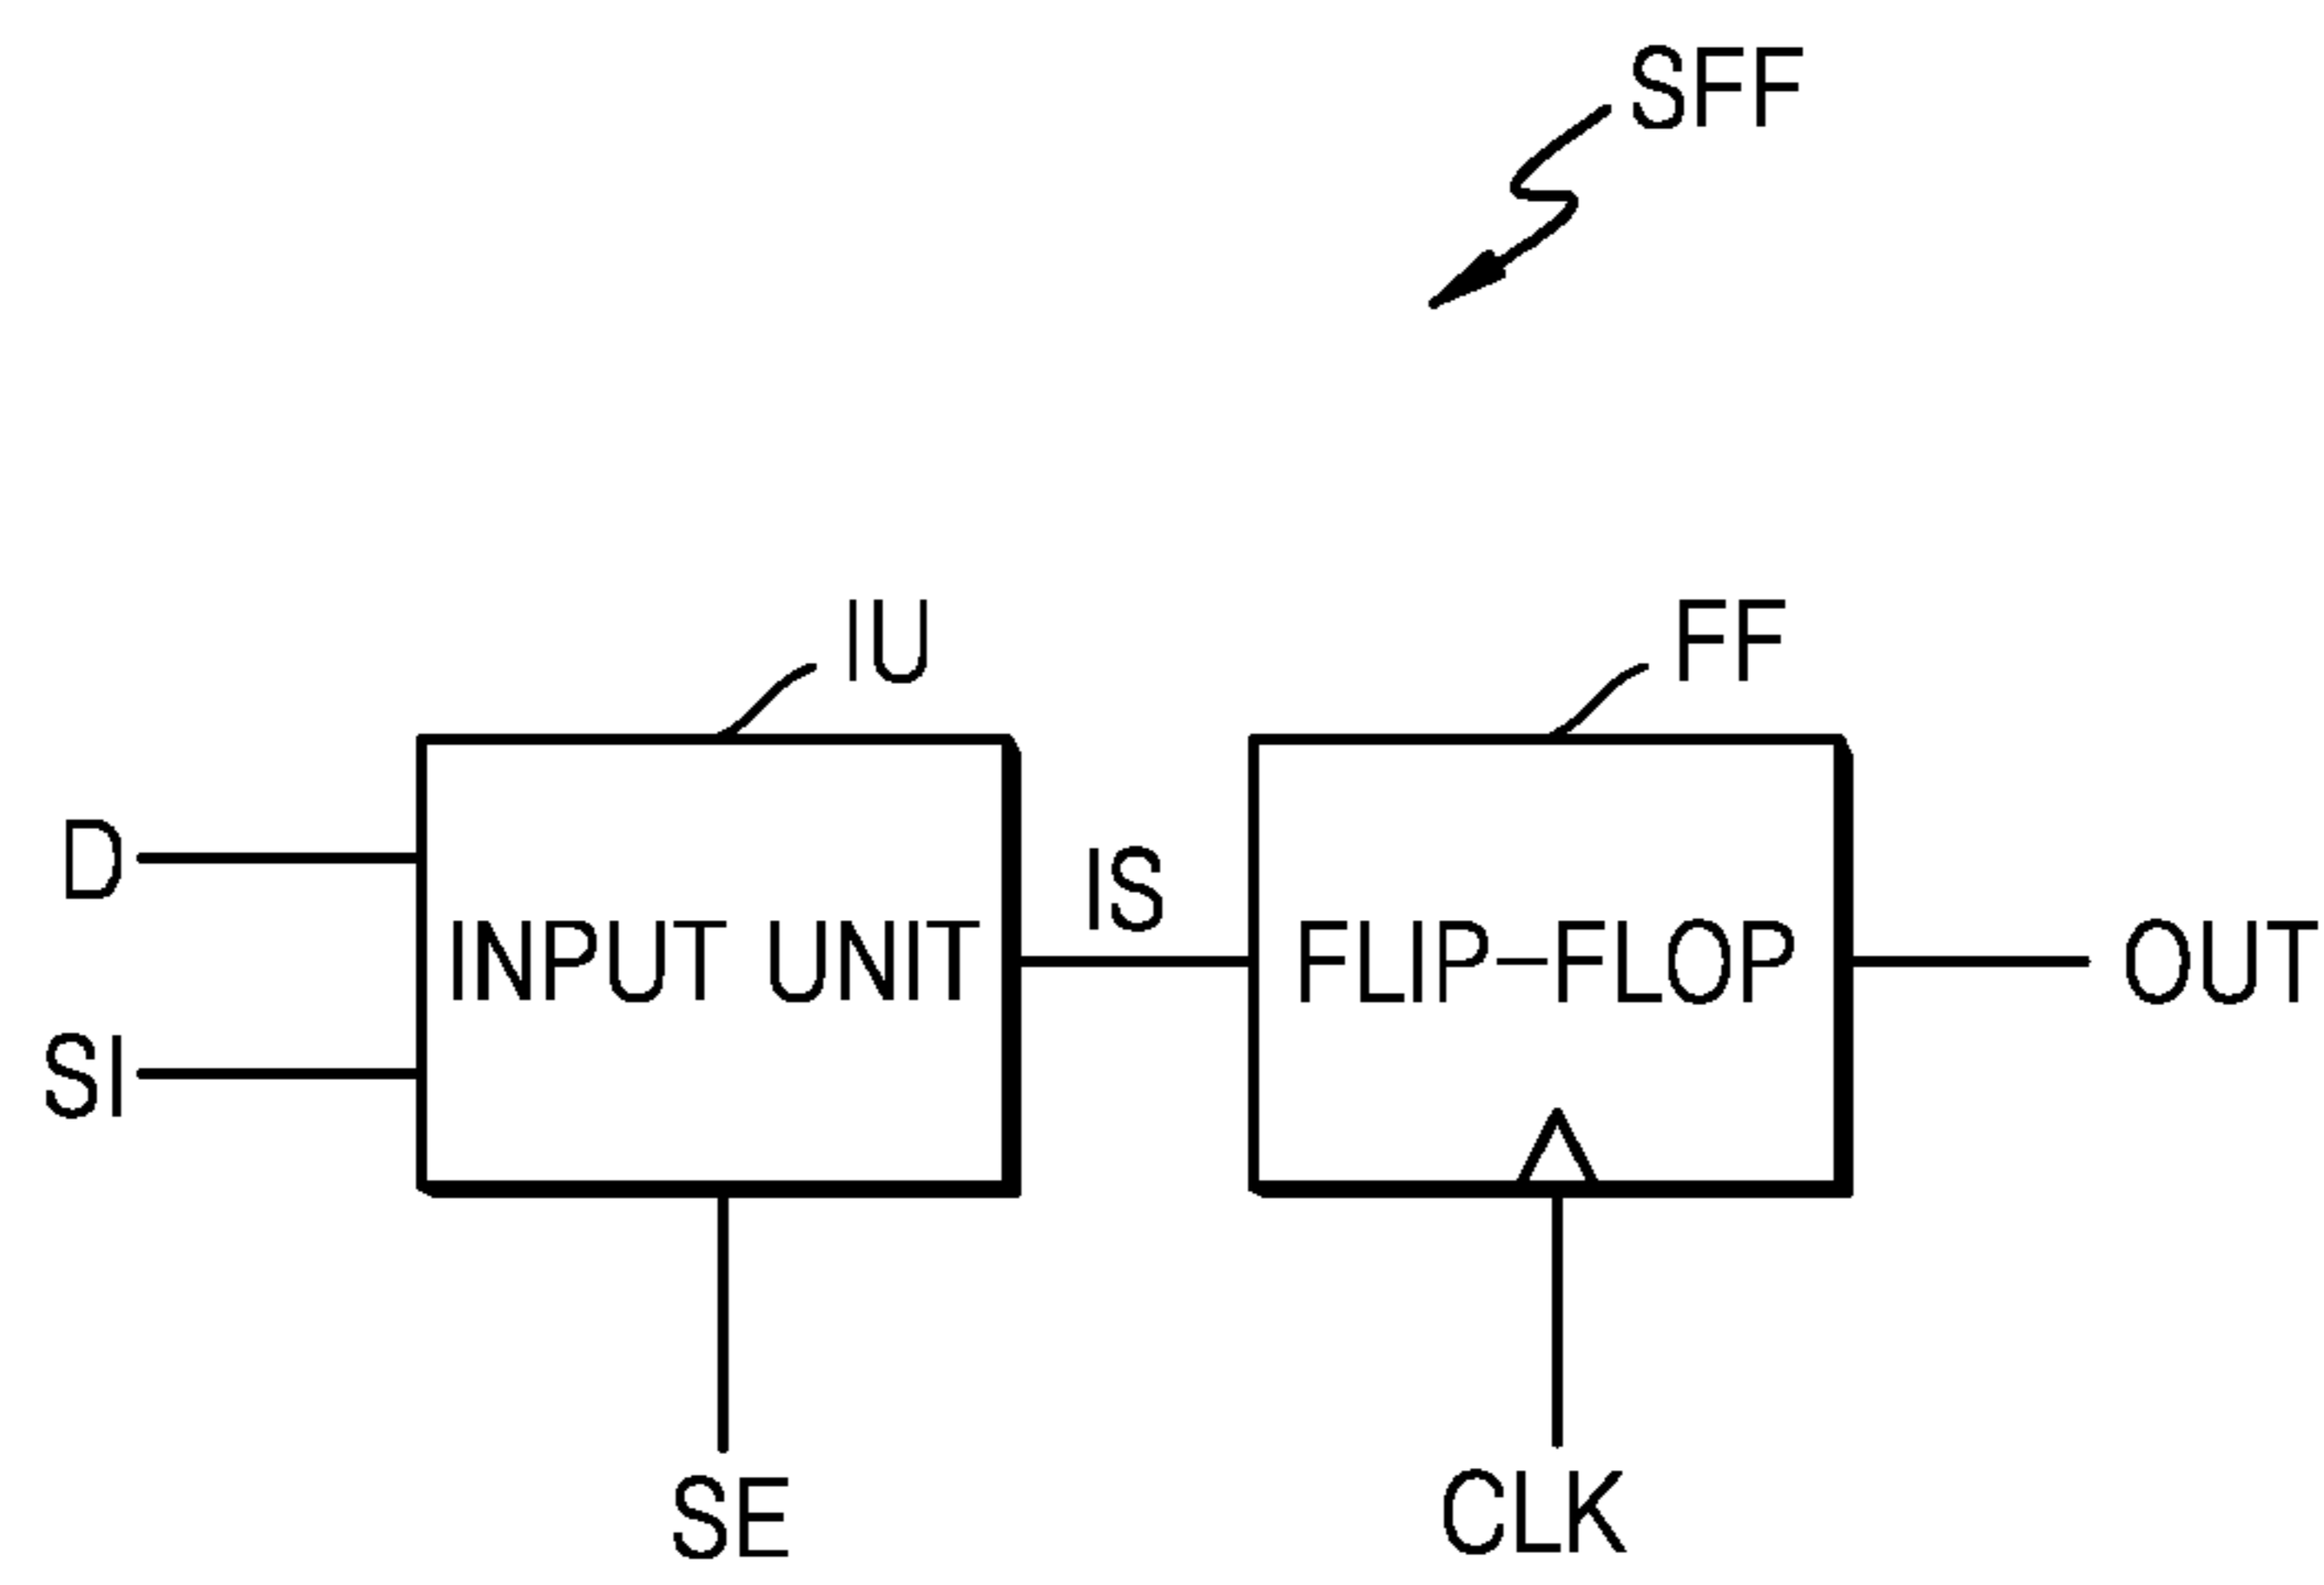 SFF
IU
FF
D
IS
INPUT UNIT
FLIP-FLOP
OUT
SI
SE
CLK